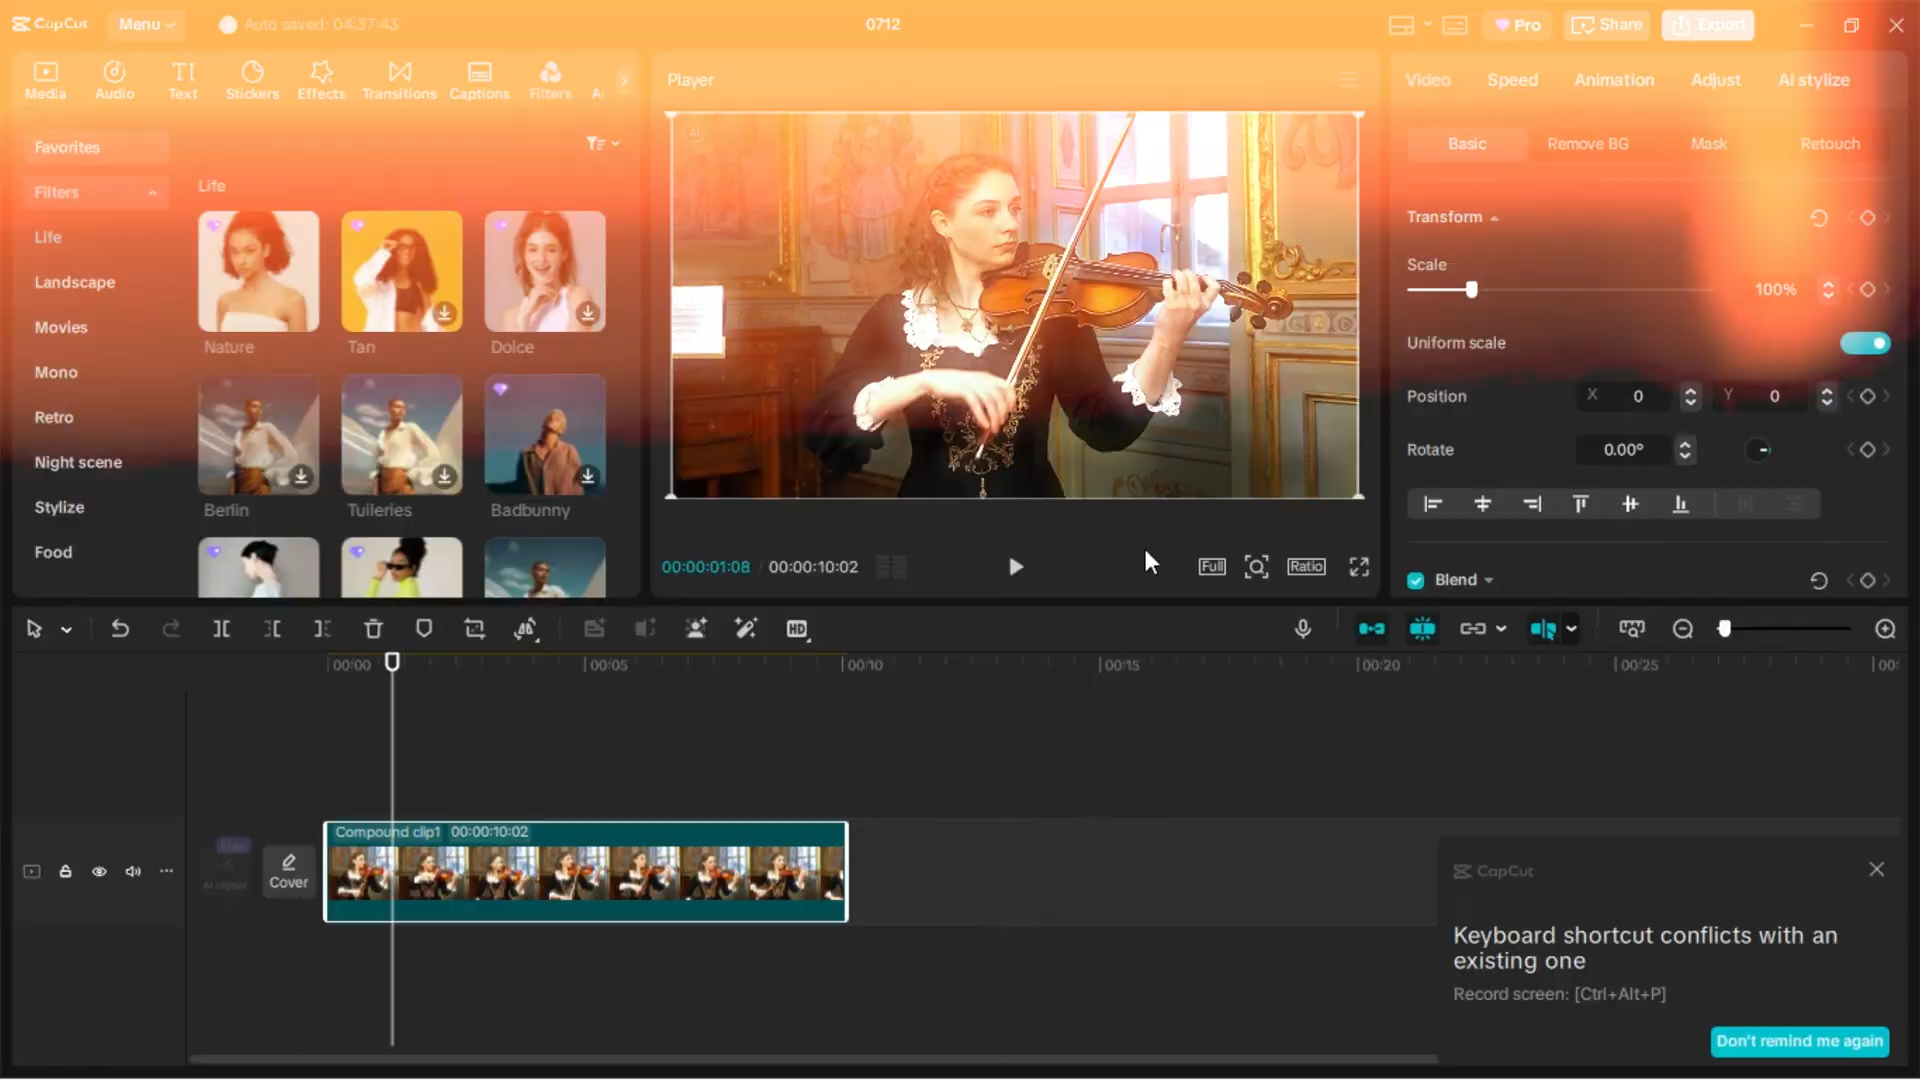 CapCut
Menu
Auto saved: 04:37:43
0712
Pro
Share
Export
Media
Audio
Text
Stickers
Effects
Transitions
Captions
Filters
A
Favorites
Filters
Life
Landscape
Movies
Mono
Retro
Night scene
Stylize
Food
Life
Nature
Tan
Dolce
Berlin
Tuileries
Badbunny
Player
AI
00:00:01:08 / 00:00:10:02
Full
Ratio
Video
Speed
Animation
Adjust
AI stylize
Basic
Remove BG
Mask
Retouch
Transform
Scale
100%
Uniform scale
Position
X 0
Y 0
Rotate
0.00°
Blend
HD
00:00
00:05
00:10
00:15
00:20
00:25
00:
Cover
Compound clip1 00:00:10:02
CapCut
Keyboard shortcut conflicts with an
existing one
Record screen: [Ctrl+Alt+P]
Don't remind me again